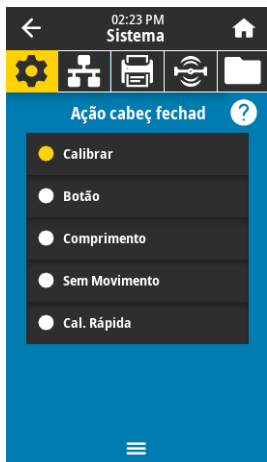 02:23 PM
Sistema
Ação cabeç fechad
?
Calibrar
Botão
Comprimento
Sem Movimento
Cal. Rápida